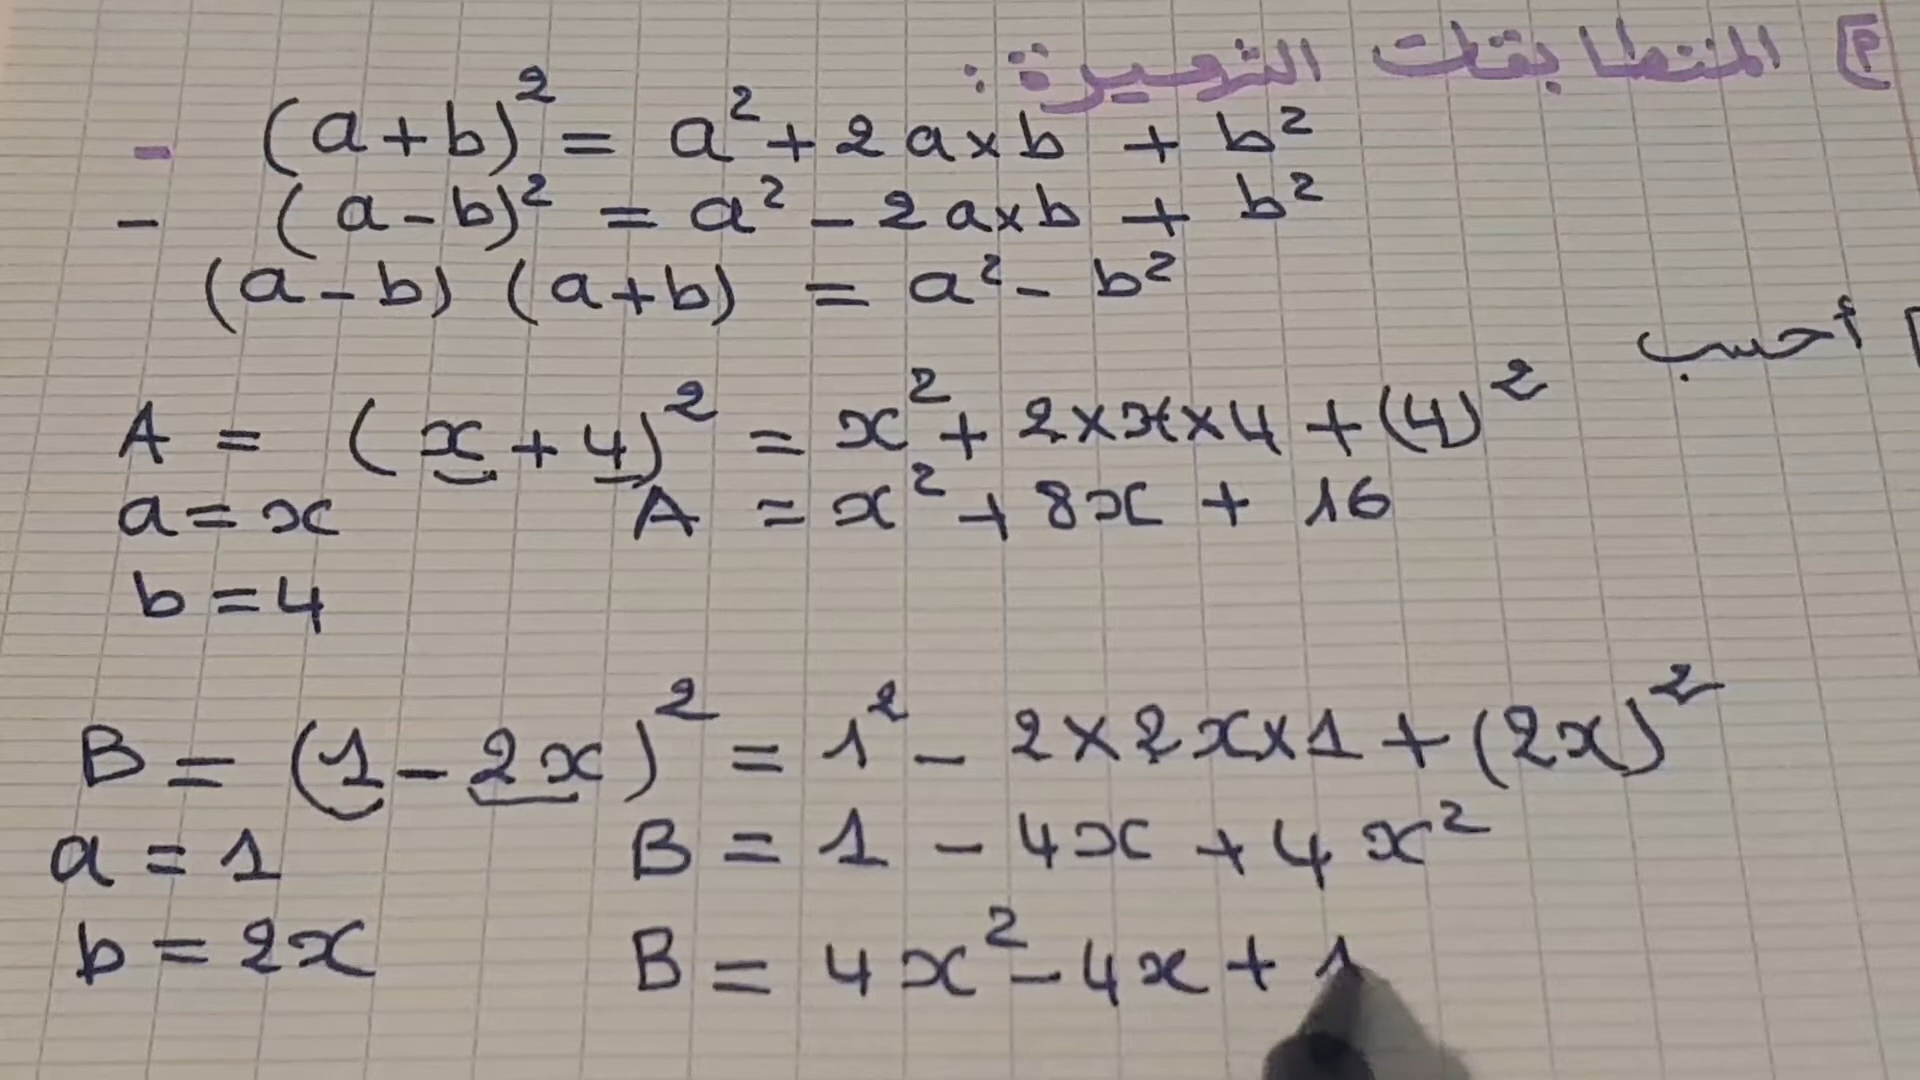 م) المتطابقات الشهيرة :
- (a+b)² = a² + 2a×b + b²
- (a-b)² = a² - 2a×b + b²
(a-b) (a+b) = a² - b²
أحسب
A = (x + 4)² = x² + 2×x×4 + (4)²
a = x A = x² + 8x + 16
b = 4
B = (1 - 2x)² = 1² - 2×2x×1 + (2x)²
a = 1 B = 1 - 4x + 4x²
b = 2x B = 4x² - 4x + 1